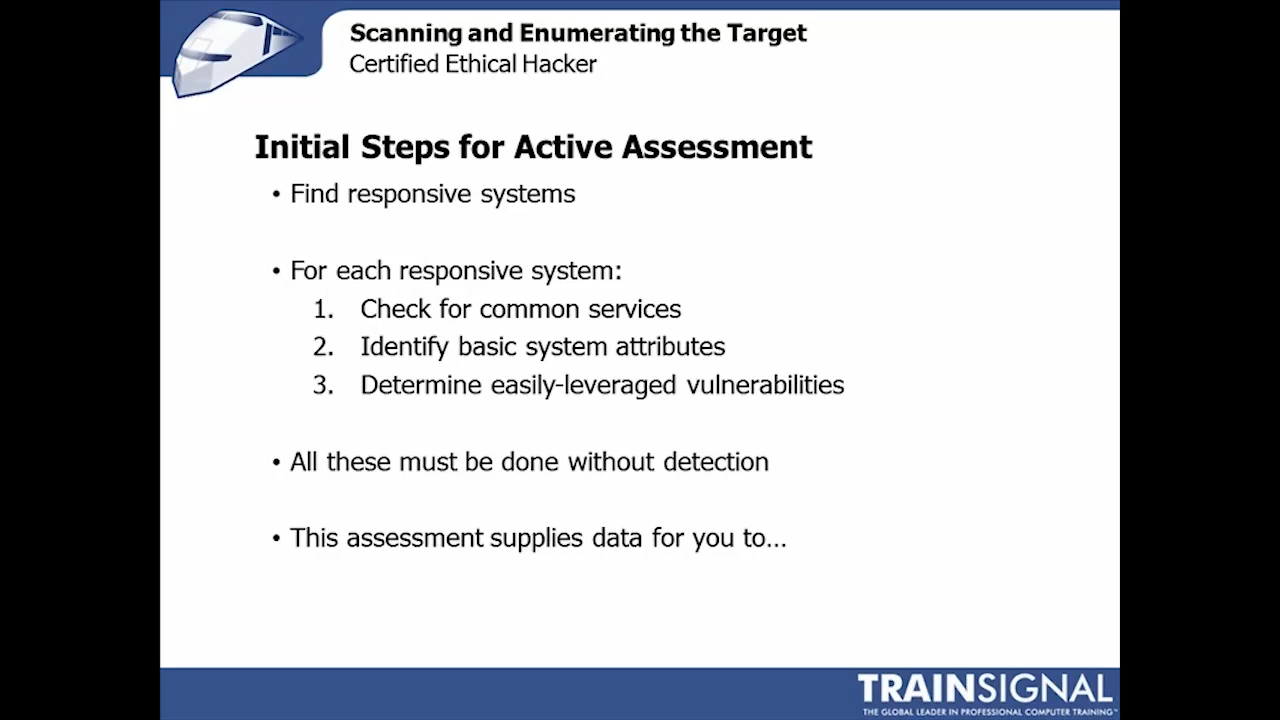 Scanning and Enumerating the Target
Certified Ethical Hacker
Initial Steps for Active Assessment
• Find responsive systems
• For each responsive system:
1. Check for common services
2. Identify basic system attributes
3. Determine easily-leveraged vulnerabilities
• All these must be done without detection
• This assessment supplies data for you to…
TRAINSIGNAL
THE GLOBAL LEADER IN PROFESSIONAL COMPUTER TRAINING™